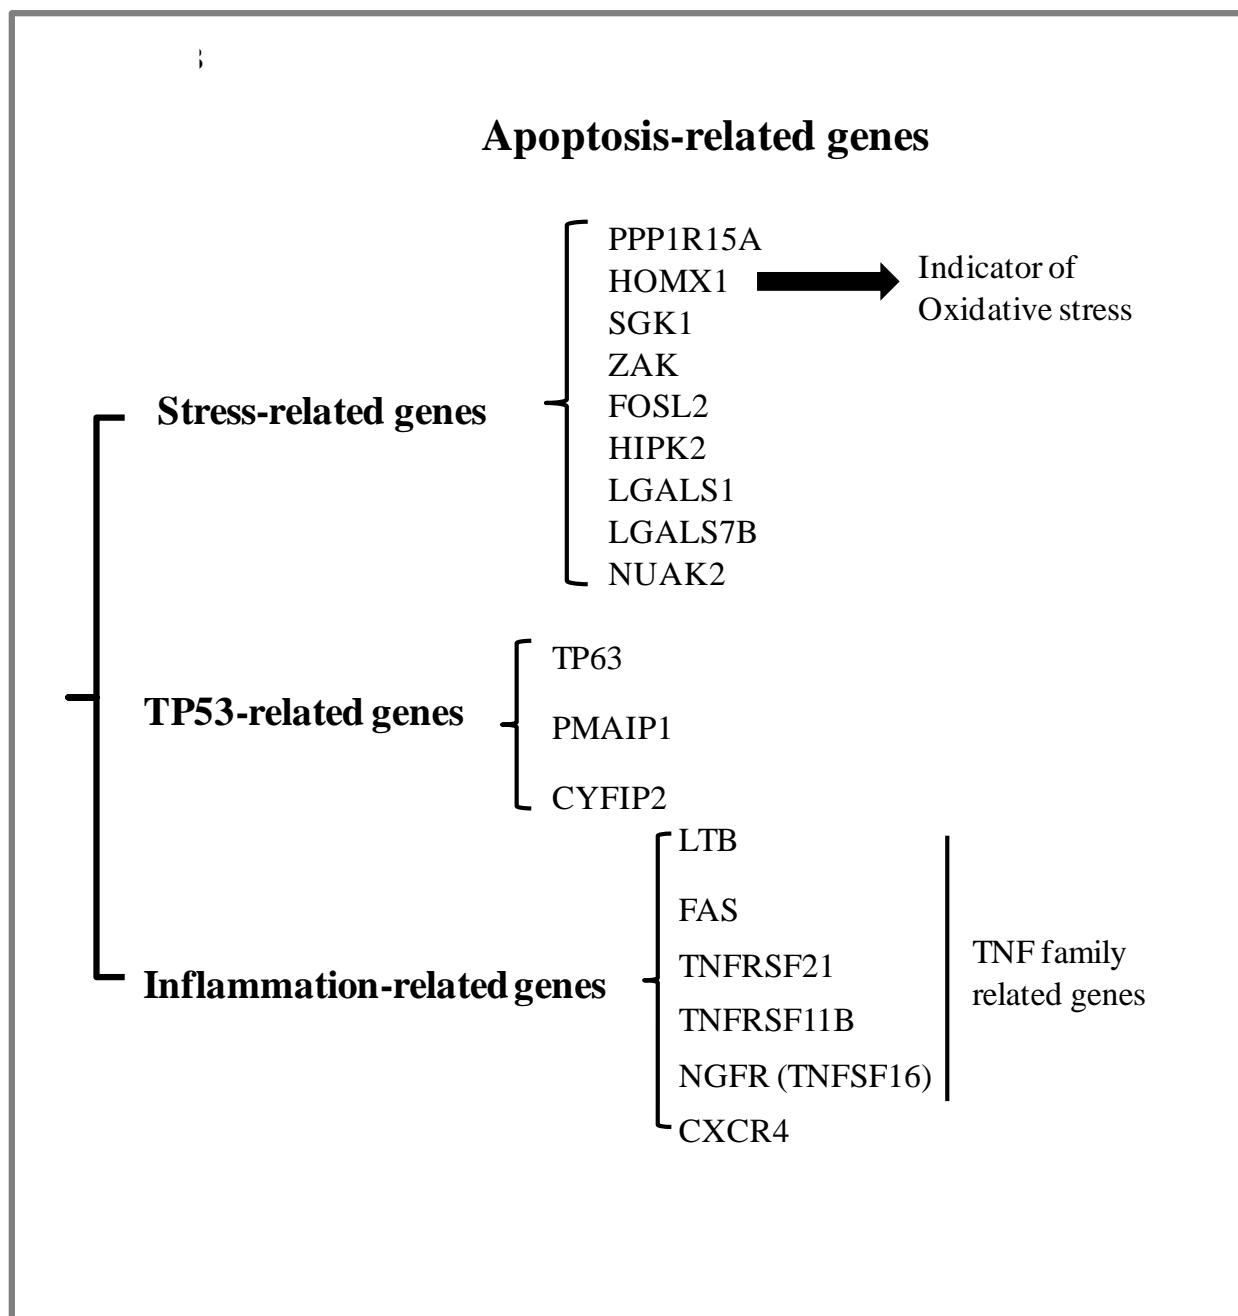 Apoptosis-related genes
PPP1R15A
HOMX1
Indicator of
Oxidative stress
SGK1
ZAK
Stress-related genes
FOSL2
HIPK2
LGALS1
LGALS7B
NUAK2
TP63
TP53-related genes
PMAIP1
CYFIP2
LTB
FAS
TNFRSF21
Inflammation-related genes
TNFRSF11B
NGFR (TNFSF16)
CXCR4
TNF family
related genes